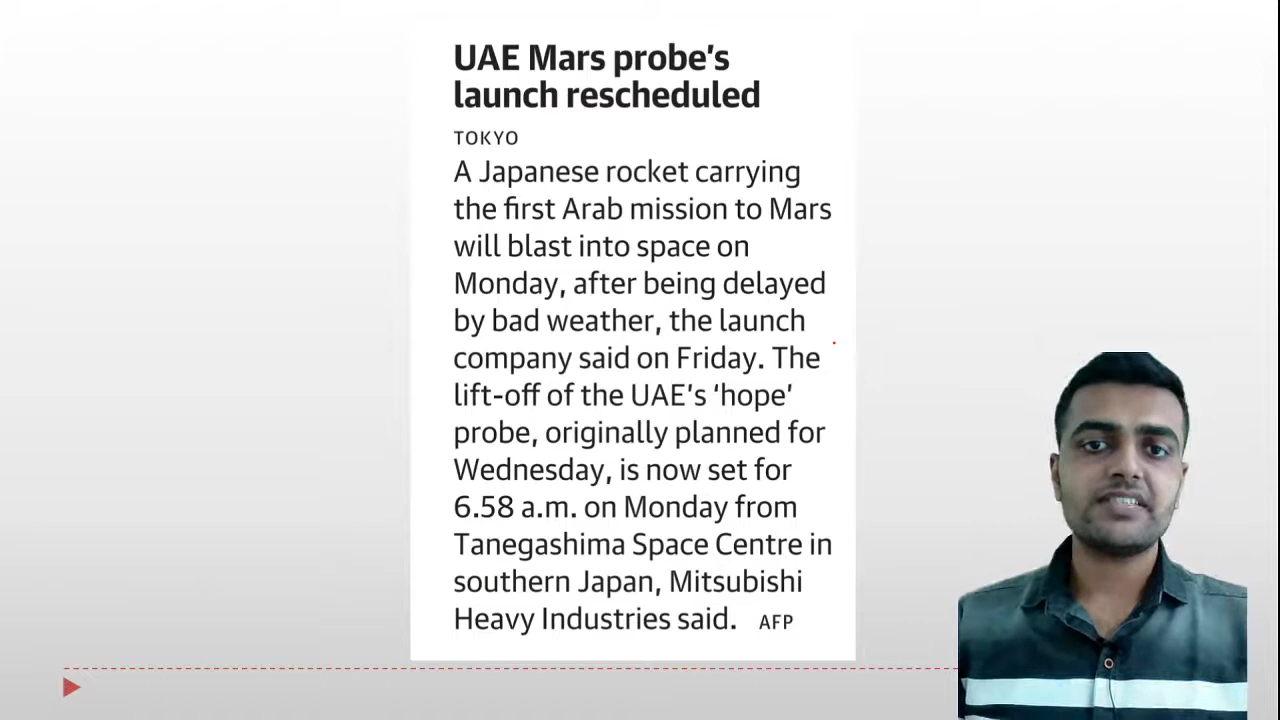 UAE Mars probe's
launch rescheduled
TOKYO
A Japanese rocket carrying
the first Arab mission to Mars
will blast into space on
Monday, after being delayed
by bad weather, the launch
company said on Friday. The
lift-off of the UAE's ‘hope’
probe, originally planned for
Wednesday, is now set for
6.58 a.m. on Monday from
Tanegashima Space Centre in
southern Japan, Mitsubishi
Heavy Industries said. AFP